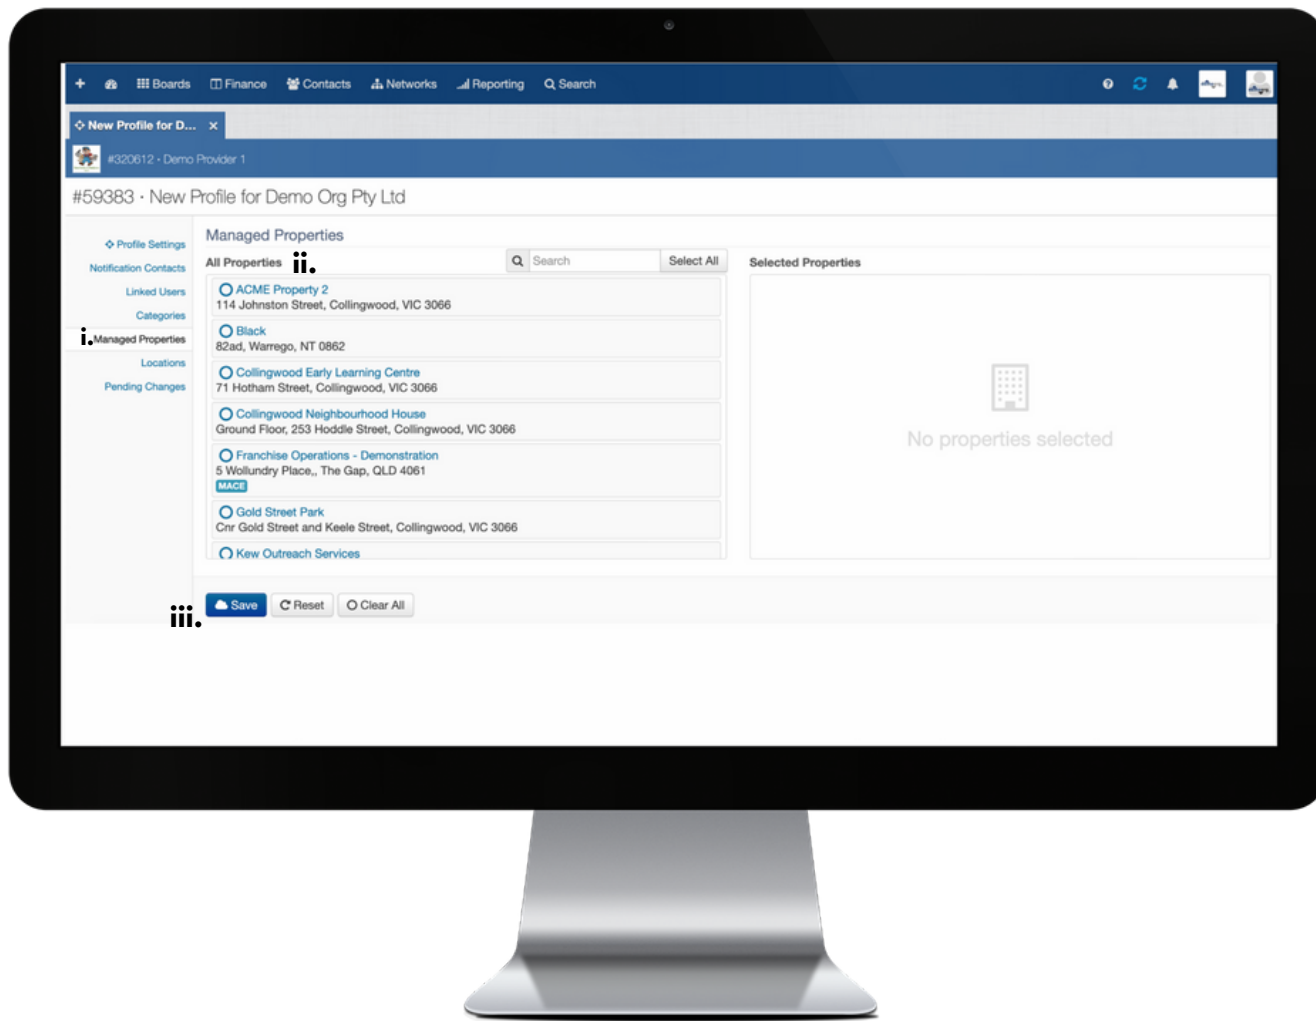 Boards Finance Contacts Networks Reporting Search
New Profile for D... ×
#320612 · Demo Provider 1
#59383 · New Profile for Demo Org Pty Ltd
Profile Settings
Notification Contacts
Linked Users
Categories
i. Managed Properties
Locations
Pending Changes
Managed Properties
All Properties ii. Search Select All
ACME Property 2
114 Johnston Street, Collingwood, VIC 3066
Black
82ad, Warrego, NT 0862
Collingwood Early Learning Centre
71 Hotham Street, Collingwood, VIC 3066
Collingwood Neighbourhood House
Ground Floor, 253 Hoddle Street, Collingwood, VIC 3066
Franchise Operations - Demonstration
5 Wollundry Place,, The Gap, QLD 4061
MACE
Gold Street Park
Cnr Gold Street and Keele Street, Collingwood, VIC 3066
Kew Outreach Services
Selected Properties
No properties selected
iii. Save Reset Clear All